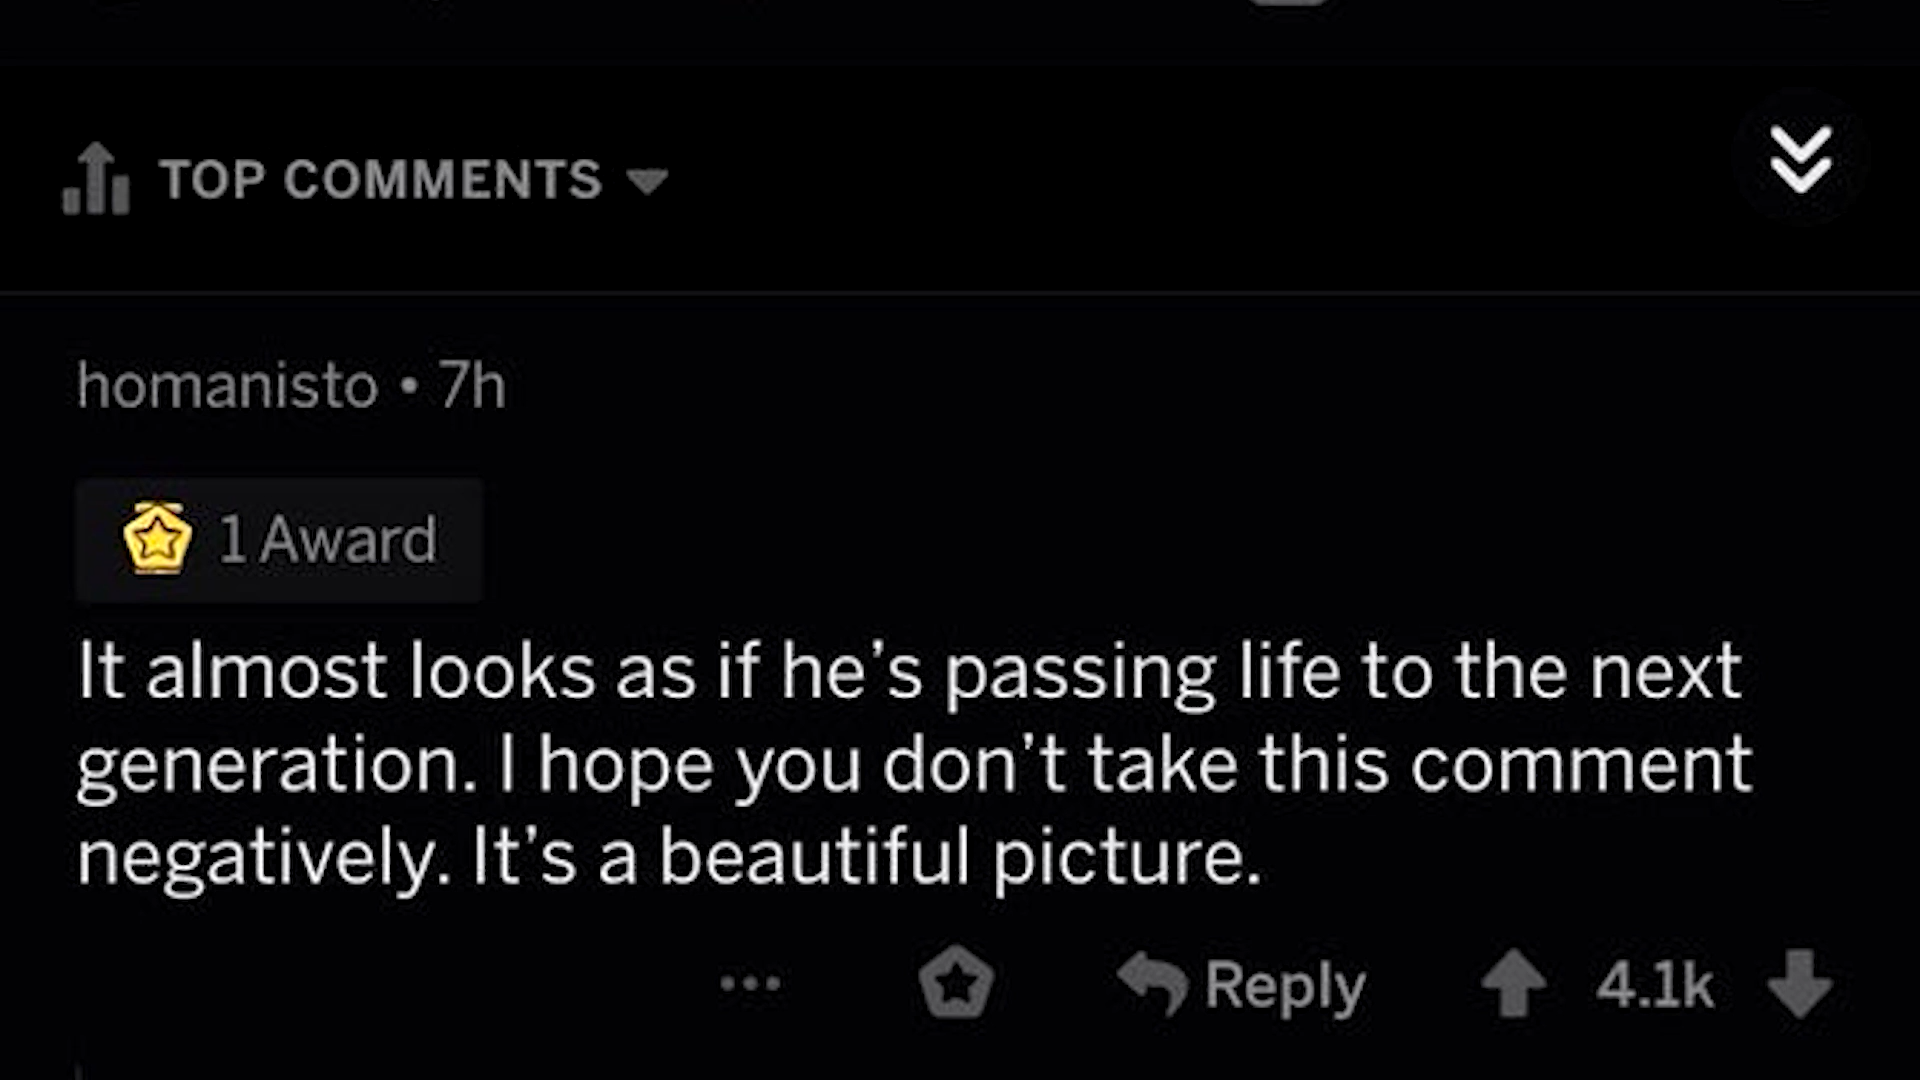 TOP COMMENTS
homanisto • 7h
1 Award
It almost looks as if he’s passing life to the next
generation. I hope you don’t take this comment
negatively. It’s a beautiful picture.
Reply 4.1k